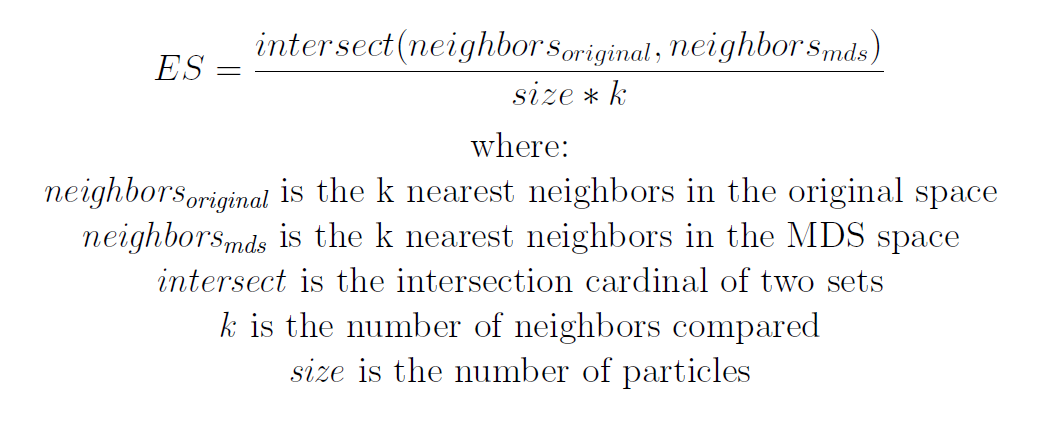 ES = \frac{intersect(neighbors_{original}, neighbors_{mds})}{size * k}
where:
neighbors_{original} is the k nearest neighbors in the original space
neighbors_{mds} is the k nearest neighbors in the MDS space
intersect is the intersection cardinal of two sets
k is the number of neighbors compared
size is the number of particles